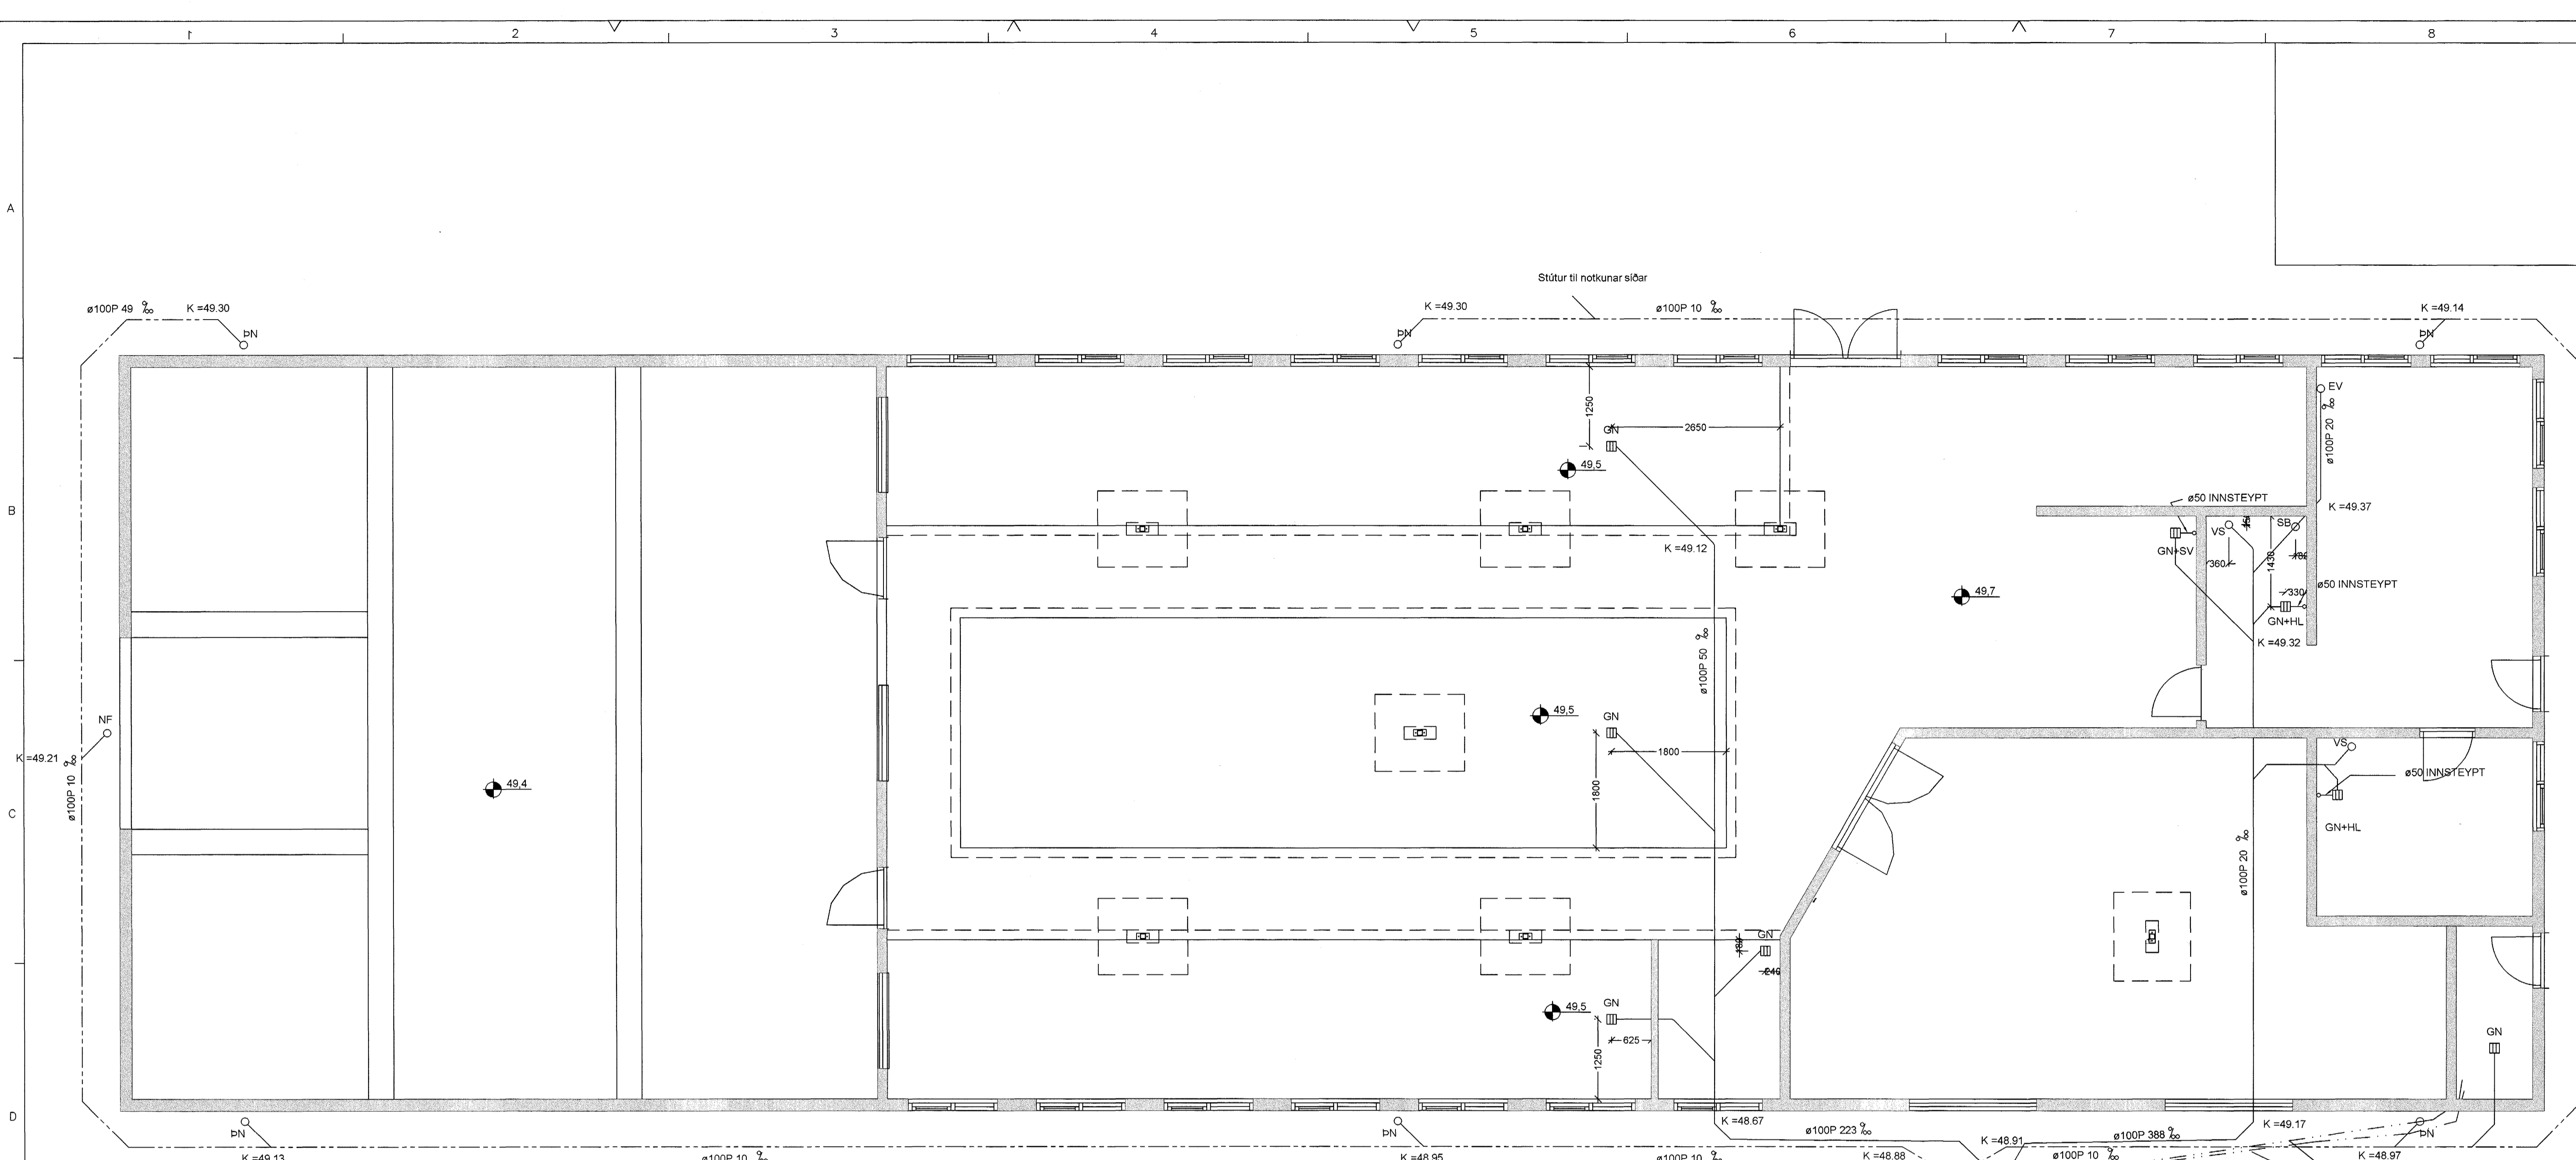 1 2 3 4 5 6 7 8
A
Stútur til notkunar síðar
ø100P 49 ‰ K =49.30
K =49.30 ø100P 10 ‰ K =49.14
ÞN
ÞN
ÞN
EV
ø100P 20 ‰
1250
GN
2650
49,5
B
ø50 INNSTEYPT
K =49.37
VS
SB
K =49.12
GN+SV
360
1430
ø50 INNSTEYPT
330
49,7
GN+HL
K =49.32
ø100P 50 ‰
NF
49,5
GN
VS
K =49.21
1800
ø50 INNSTEYPT
ø100P 10 ‰
49,4
1800
C
GN+HL
ø100P 20 ‰
GN
240
49,5
GN
625
1250
GN
D
K =48.67
K =49.17
ÞN
ÞN
ø100P 223 ‰
K =48.91
ø100P 388 ‰
ÞN
K =49.13
ø100P 10 ‰
K =48.95
ø100P 10 ‰
K =48.88
ø100P 10 ‰
K =48.97